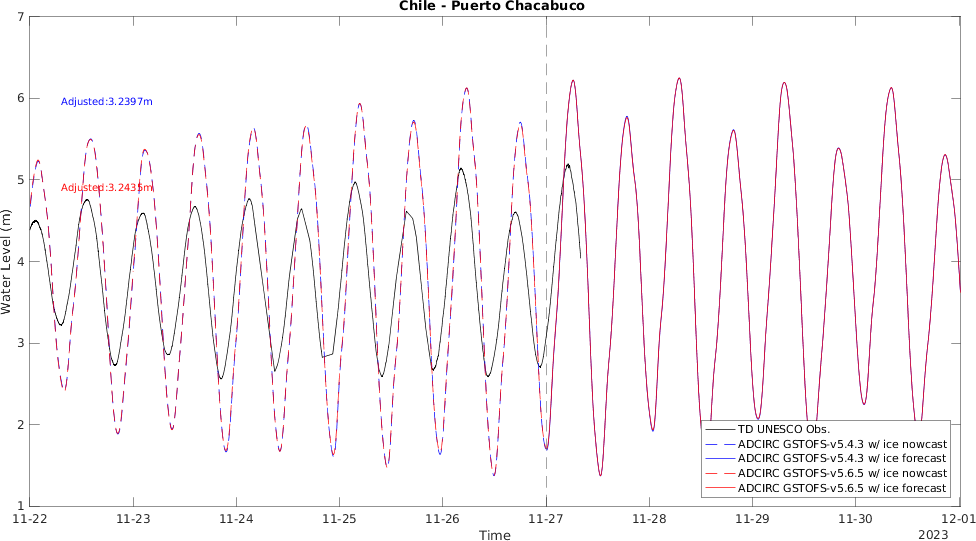 Chile - Puerto Chacabuco
7
6
5
4
3
2
1
Water Level (m)
Adjusted:3.2397m
Adjusted:3.2435m
TD UNESCO Obs.
ADCIRC GSTOFS-v5.4.3 w/ ice nowcast
ADCIRC GSTOFS-v5.4.3 w/ ice forecast
ADCIRC GSTOFS-v5.6.5 w/ ice nowcast
ADCIRC GSTOFS-v5.6.5 w/ ice forecast
11-22 11-23 11-24 11-25 11-26 11-27 11-28 11-29 11-30 12-01
Time
2023